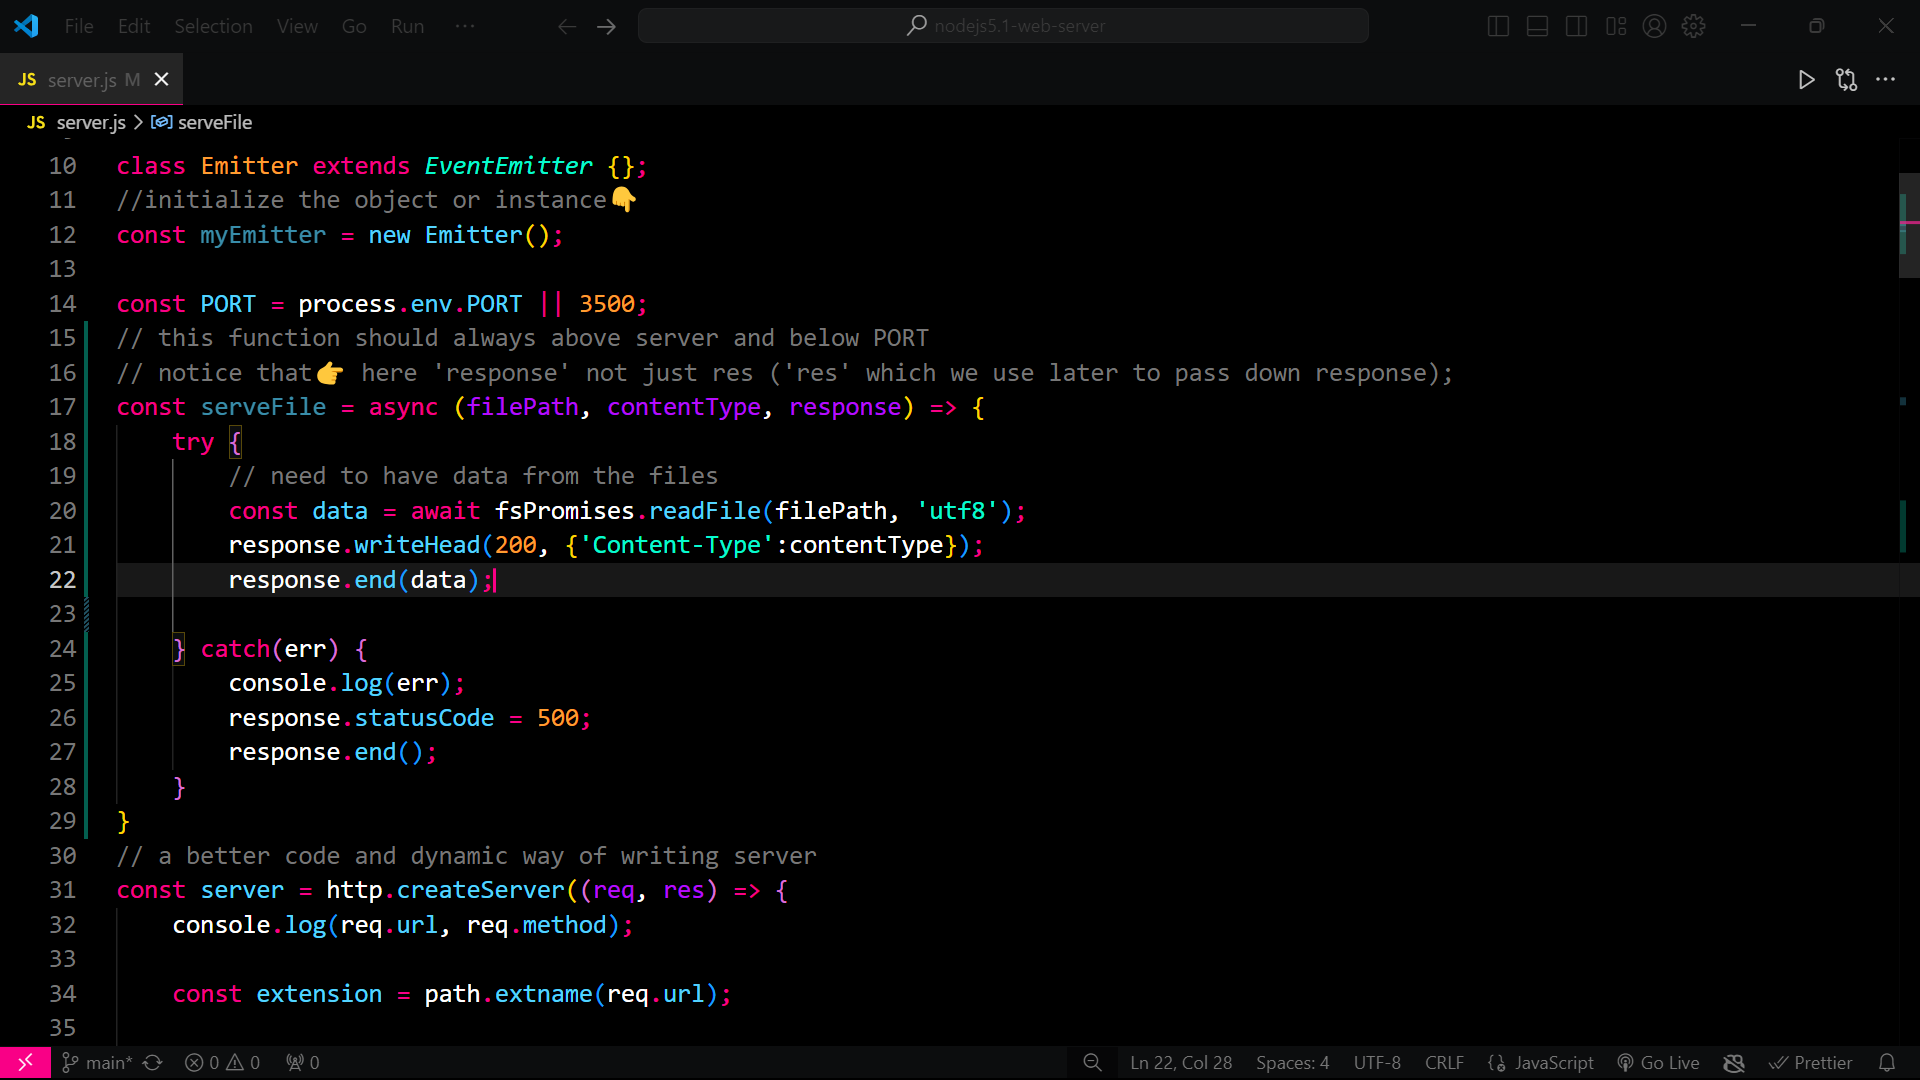 File Edit Selection View Go Run ··· nodejs5.1-web-server
JS server.js M
JS server.js > serveFile
10 class Emitter extends EventEmitter {};
11 //initialize the object or instance👇
12 const myEmitter = new Emitter();
13
14 const PORT = process.env.PORT || 3500;
15 // this function should always above server and below PORT
16 // notice that👉 here 'response' not just res ('res' which we use later to pass down response);
17 const serveFile = async (filePath, contentType, response) => {
18     try {
19         // need to have data from the files
20         const data = await fsPromises.readFile(filePath, 'utf8');
21         response.writeHead(200, {'Content-Type':contentType});
22         response.end(data);
23
24     } catch(err) {
25         console.log(err);
26         response.statusCode = 500;
27         response.end();
28     }
29 }
30 // a better code and dynamic way of writing server
31 const server = http.createServer((req, res) => {
32     console.log(req.url, req.method);
33
34     const extension = path.extname(req.url);
35
main* 0 0 0 Ln 22, Col 28 Spaces: 4 UTF-8 CRLF JavaScript Go Live Prettier